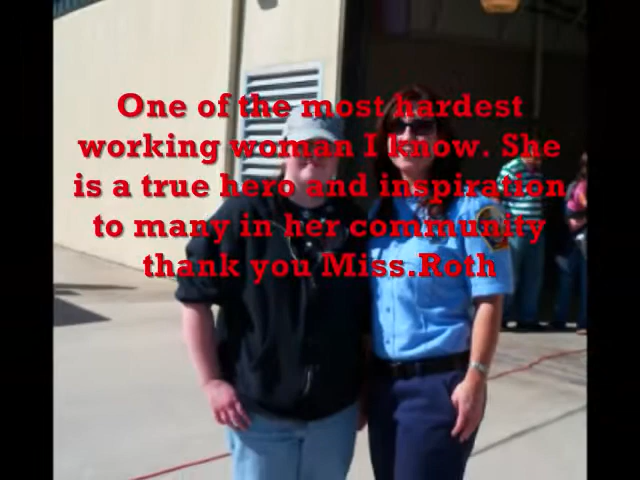 One of the most hardest
working woman I know. She
is a true hero and inspiration
to many in her community
thank you Miss.Roth